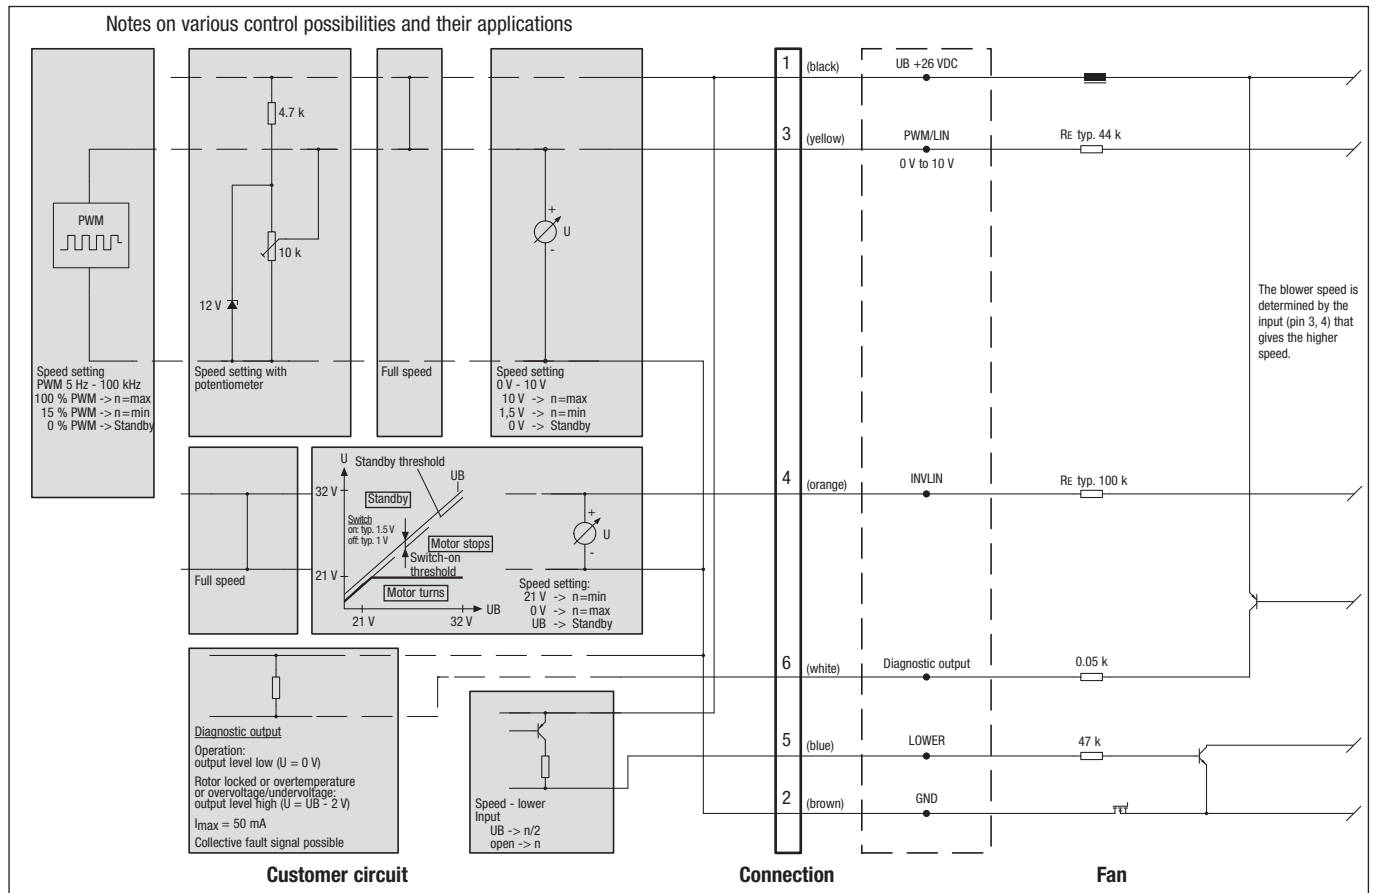 Notes on various control possibilities and their applications
PWM
Speed setting
PWM 5 Hz - 100 kHz
100 % PWM -> n=max
15 % PWM -> n=min
0 % PWM -> Standby
4.7 k
10 k
12 V
Speed setting with
potentiometer
Full speed
+
U
-
Speed setting
0 V - 10 V
10 V -> n=max
1,5 V -> n=min
0 V -> Standby
1 (black)
UB +26 VDC
3 (yellow)
PWM/LIN
0 V to 10 V
RE typ. 44 k
The blower speed is
determined by the
input (pin 3, 4) that
gives the higher
speed.
Full speed
U
Standby threshold
UB
32 V
Standby
Switch
on: typ. 1.5 V
off: typ. 1 V
Motor stops
Switch-on
threshold
21 V
Motor turns
UB
21 V
32 V
+
U
-
Speed setting:
21 V -> n=min
0 V -> n=max
UB -> Standby
4 (orange)
INVLIN
RE typ. 100 k
6 (white)
Diagnostic output
0.05 k
Diagnostic output
Operation:
output level low (U = 0 V)
Rotor locked or overtemperature
or overvoltage/undervoltage:
output level high (U = UB - 2 V)
Imax = 50 mA
Collective fault signal possible
Speed - lower
Input
UB -> n/2
open -> n
5 (blue)
LOWER
47 k
2 (brown)
GND
Customer circuit
Connection
Fan